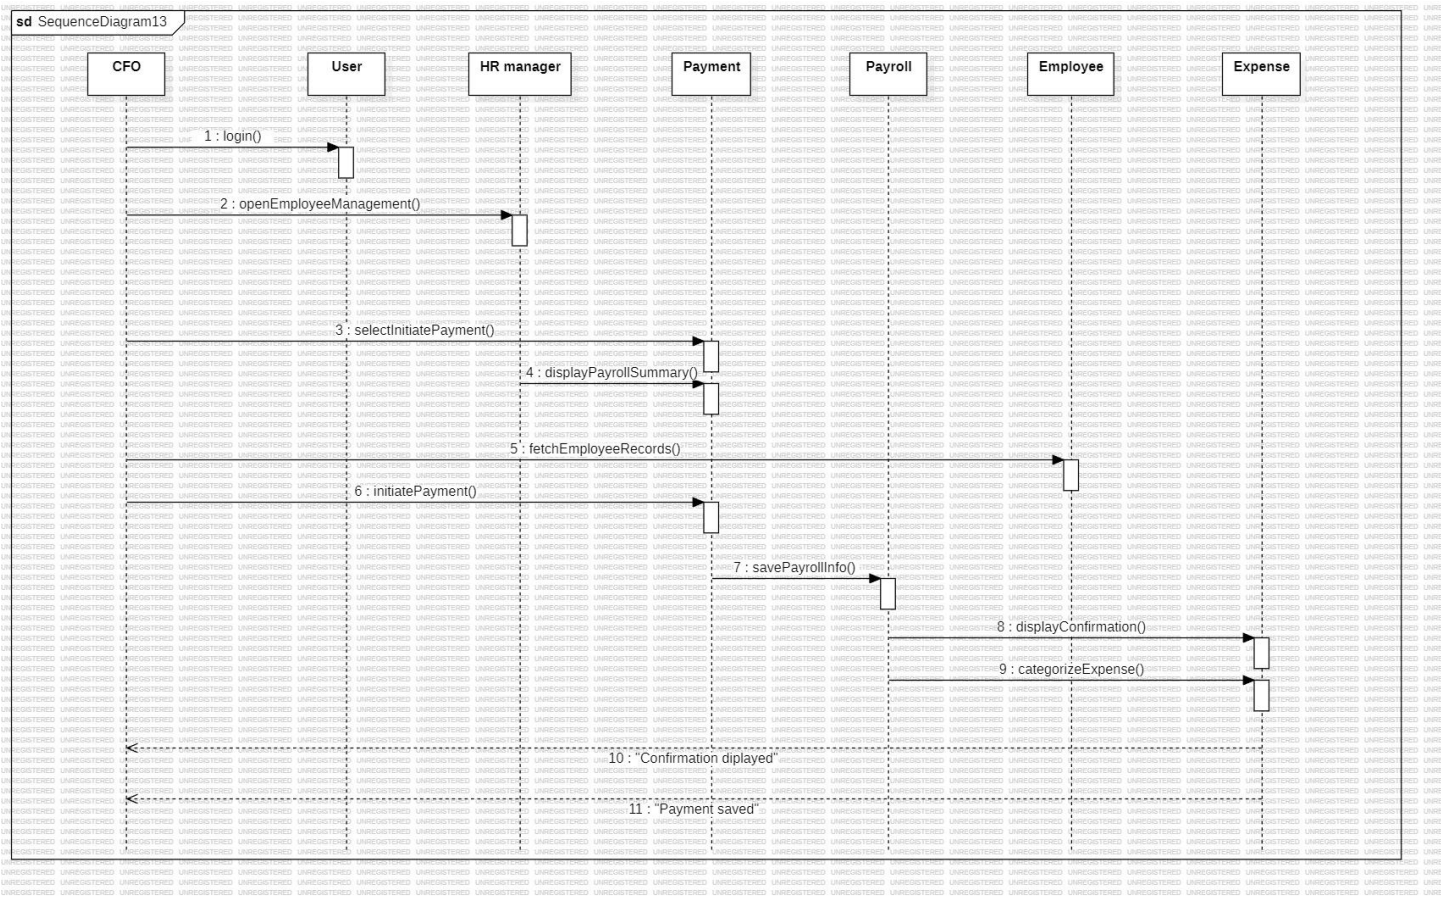 sd SequenceDiagram13
CFO
User
HR manager
Payment
Payroll
Employee
Expense
1 : login()
2 : openEmployeeManagement()
3 : selectInitiatePayment()
4 : displayPayrollSummary()
5 : fetchEmployeeRecords()
6 : initiatePayment()
7 : savePayrollInfo()
8 : displayConfirmation()
9 : categorizeExpense()
10 : "Confirmation diplayed"
11 : "Payment saved"
UNREGISTERED